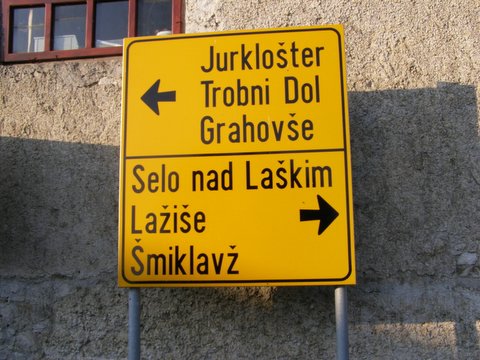 Jurklošter
Trobni Dol
Grahovše
Selo nad Laškim
Lažiše
Šmiklavž